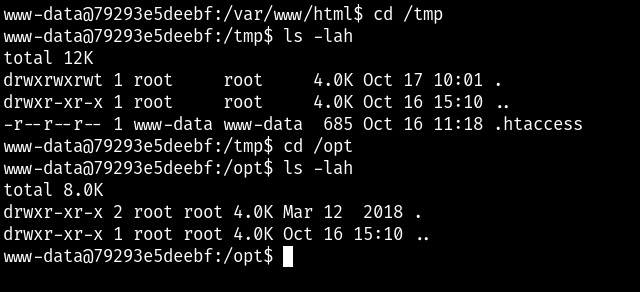 www-data@79293e5deebf:/var/www/html$ cd /tmp
www-data@79293e5deebf:/tmp$ ls -lah
total 12K
drwxrwxrwt 1 root     root     4.0K Oct 17 10:01 .
drwxr-xr-x 1 root     root     4.0K Oct 16 15:10 ..
-r--r--r-- 1 www-data www-data  685 Oct 16 11:18 .htaccess
www-data@79293e5deebf:/tmp$ cd /opt
www-data@79293e5deebf:/opt$ ls -lah
total 8.0K
drwxr-xr-x 2 root root 4.0K Mar 12  2018 .
drwxr-xr-x 1 root root 4.0K Oct 16 15:10 ..
www-data@79293e5deebf:/opt$